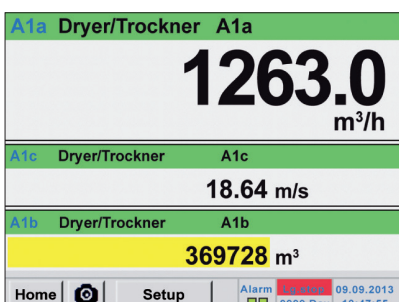 A1a Dryer/Trockner A1a
1263.0
m³/h
A1c Dryer/Trockner A1c
18.64 m/s
A1b Dryer/Trockner A1b
369728 m³
Home Setup Alarm 09.09.2013